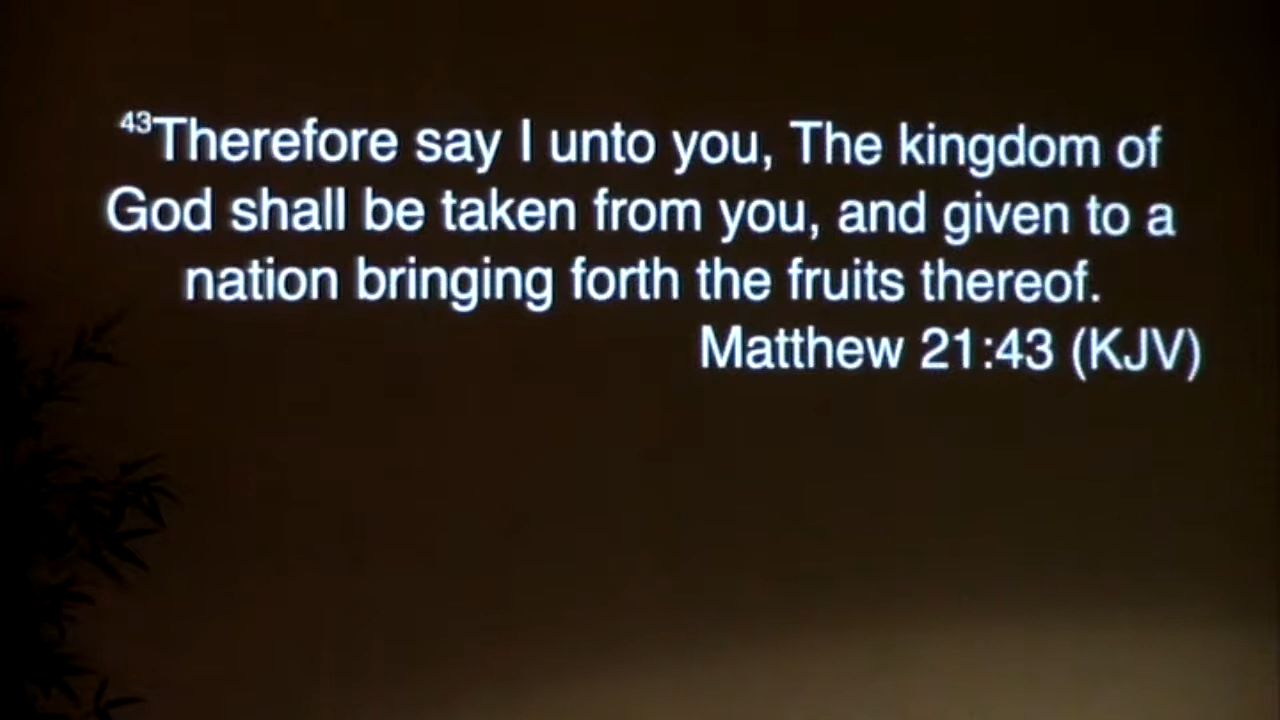 43Therefore say I unto you, The kingdom of
God shall be taken from you, and given to a
nation bringing forth the fruits thereof.
Matthew 21:43 (KJV)